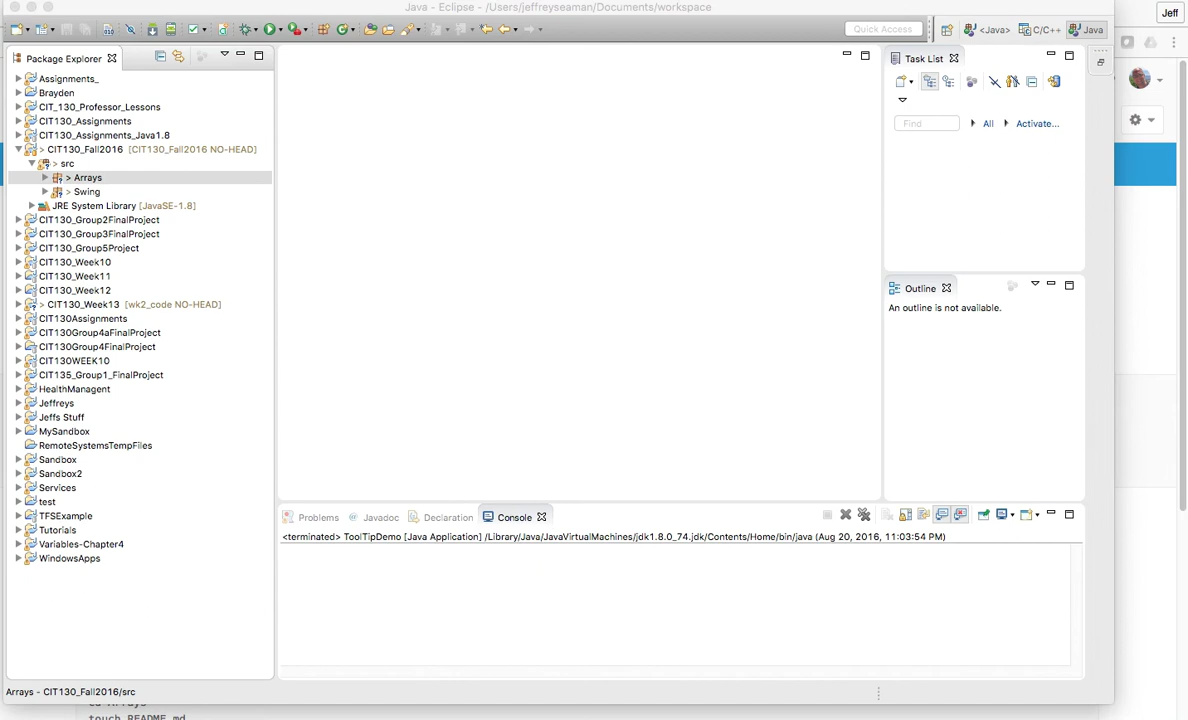 Java - Eclipse - /Users/jeffreyseaman/Documents/workspace
Jeff
Quick Access
<Java>
C/C++
Java
Package Explorer
Task List
Assignments_
Brayden
CIT_130_Professor_Lessons
CIT130_Assignments
CIT130_Assignments_Java1.8
> CIT130_Fall2016 [CIT130_Fall2016 NO-HEAD]
> src
> Arrays
> Swing
JRE System Library [JavaSE-1.8]
CIT130_Group2FinalProject
CIT130_Group3FinalProject
CIT130_Group5Project
CIT130_Week10
CIT130_Week11
CIT130_Week12
> CIT130_Week13 [wk2_code NO-HEAD]
CIT130Assignments
CIT130Group4aFinalProject
CIT130Group4FinalProject
CIT130WEEK10
CIT135_Group1_FinalProject
HealthManagent
Jeffreys
Jeffs Stuff
MySandbox
RemoteSystemsTempFiles
Sandbox
Sandbox2
Services
test
TFSExample
Tutorials
Variables-Chapter4
WindowsApps
Find
All
Activate...
Outline
An outline is not available.
Problems
Javadoc
Declaration
Console
<terminated> ToolTipDemo [Java Application] /Library/Java/JavaVirtualMachines/jdk1.8.0_74.jdk/Contents/Home/bin/java (Aug 20, 2016, 11:03:54 PM)
Arrays - CIT130_Fall2016/src
cd Arrays
touch README.md